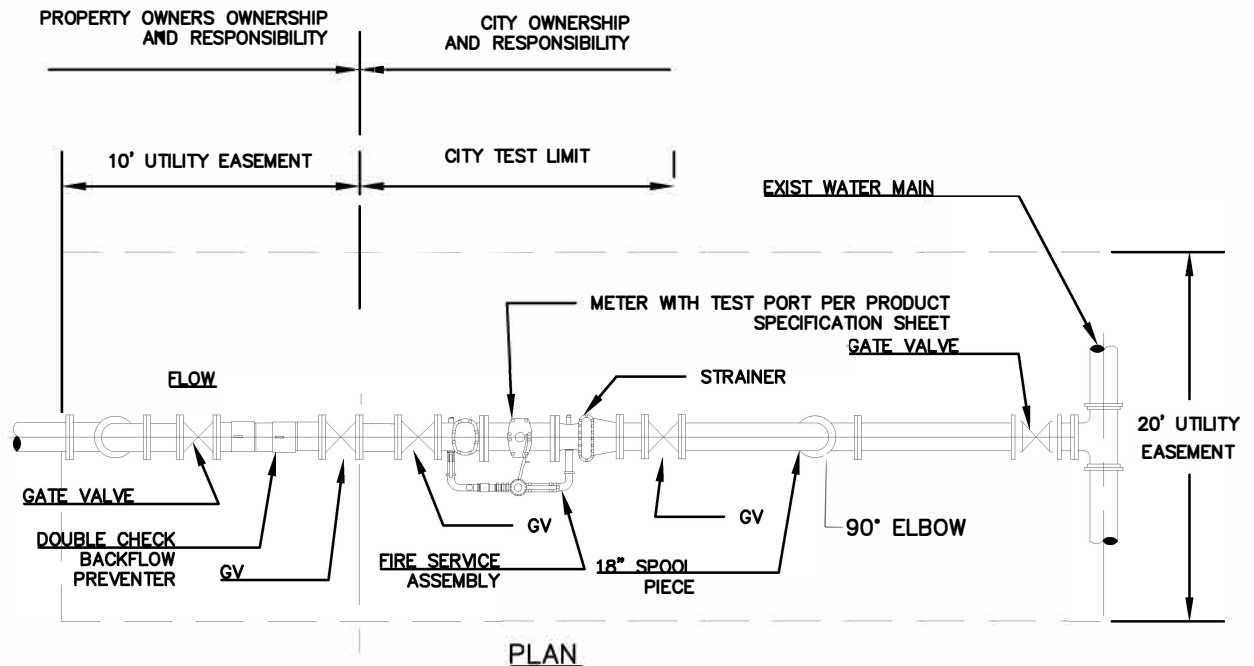 PROPERTY OWNERS OWNERSHIP
AND RESPONSIBILITY
CITY OWNERSHIP
AND RESPONSIBILITY
10' UTILITY EASEMENT
CITY TEST LIMIT
EXIST WATER MAIN
METER WITH TEST PORT PER PRODUCT
SPECIFICATION SHEET
GATE VALVE
FLOW
STRAINER
20' UTILITY
EASEMENT
GATE VALVE
GV
GV
90° ELBOW
DOUBLE CHECK
BACKFLOW
PREVENTER
GV
FIRE SERVICE
ASSEMBLY
18" SPOOL
PIECE
PLAN